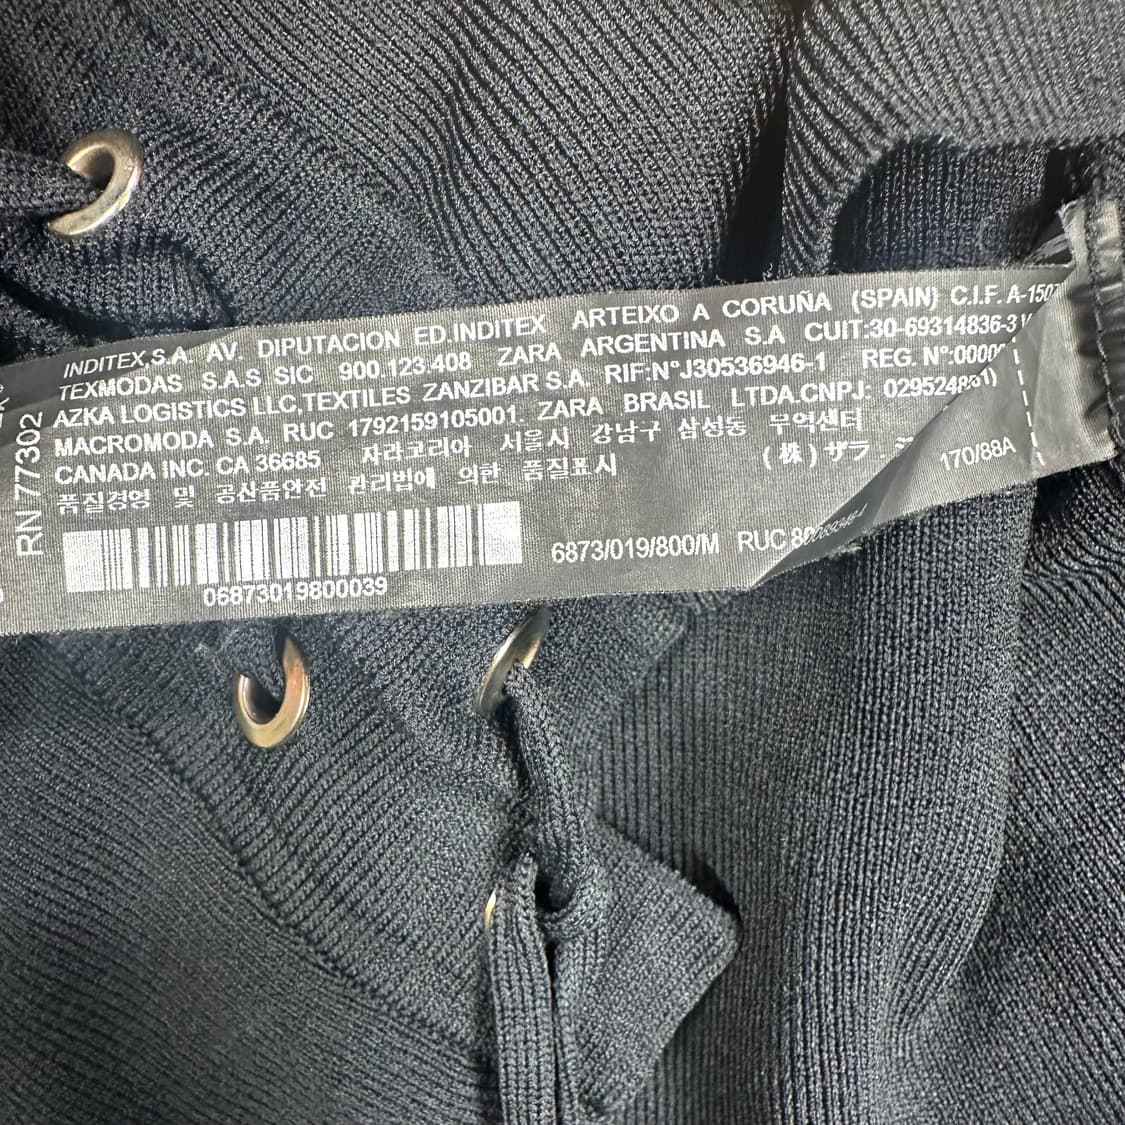 INDITEX,S.A AV. DIPUTACION ED.INDITEX ARTEIXO A CORUÑA (SPAIN) C.I.F. A-1507
TEXMODAS S.A.S SIC 900.123.408 ZARA ARGENTINA S.A CUIT:30-69314836-3
AZKA LOGISTICS LLC,TEXTILES ZANZIBAR S.A. RIF:N°J30536946-1 REG. N°:0000
MACROMODA S.A. RUC 1792159105001. ZARA BRASIL LTDA.CNPJ. 029524801)
CANADA INC. CA 36685 자라코리아 서울시 강남구 삼성동 무역센터
품질경영 및 공산품안전 관리법에 의한 품질표시 (株)ザラ
170/88A
RN 77302
6873/019/800/M RUC 80
06873019800039